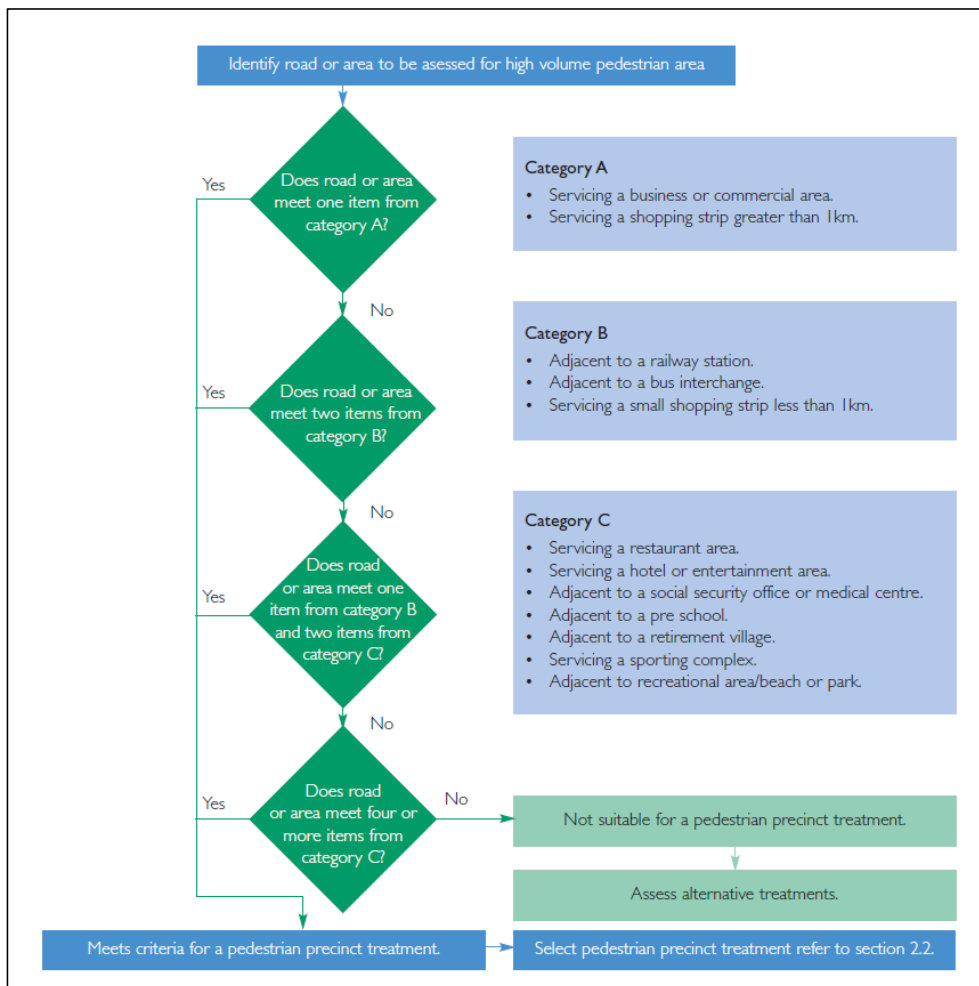 Identify road or area to be asessed for high volume pedestrian area
Yes
Does road or area
meet one item from
category A?
No
Category A
• Servicing a business or commercial area.
• Servicing a shopping strip greater than 1km.
Yes
Does road or area
meet two items from
category B?
No
Category B
• Adjacent to a railway station.
• Adjacent to a bus interchange.
• Servicing a small shopping strip less than 1km.
Yes
Does road
or area meet one
item from category B
and two items from
category C?
No
Category C
• Servicing a restaurant area.
• Servicing a hotel or entertainment area.
• Adjacent to a social security office or medical centre.
• Adjacent to a pre school.
• Adjacent to a retirement village.
• Servicing a sporting complex.
• Adjacent to recreational area/beach or park.
Yes
Does road
or area meet four or
more items from
category C?
No
Not suitable for a pedestrian precinct treatment.
Assess alternative treatments.
Meets criteria for a pedestrian precinct treatment.
Select pedestrian precinct treatment refer to section 2.2.